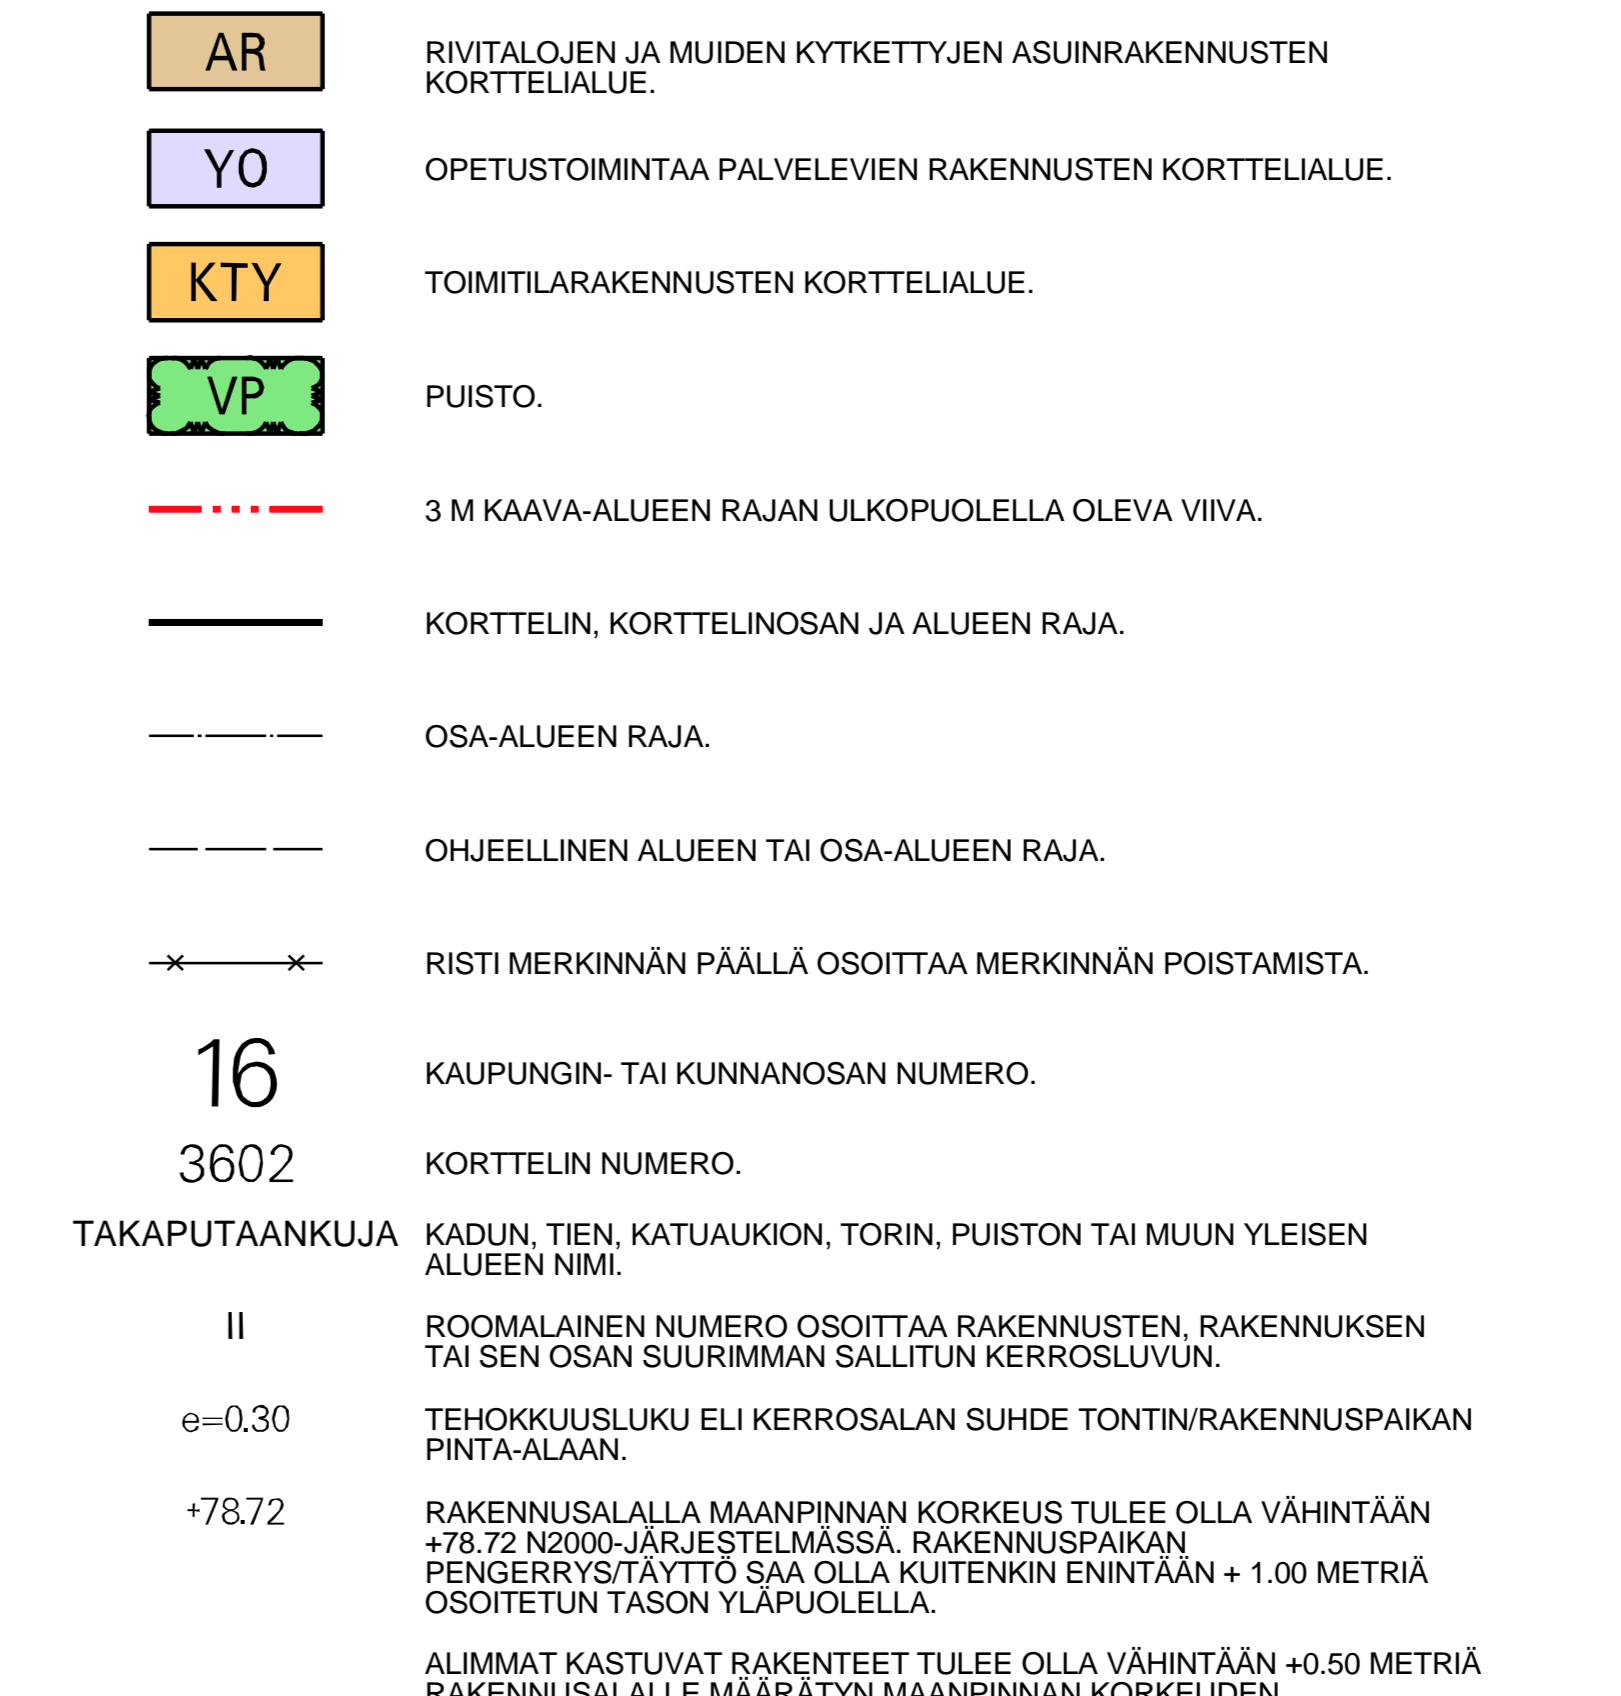 AR RIVITALOJEN JA MUIDEN KYTKETTYJEN ASUINRAKENNUSTEN
KORTTELIALUE.
YO OPETUSTOIMINTAA PALVELEVIEN RAKENNUSTEN KORTTELIALUE.
KTY TOIMITILARAKENNUSTEN KORTTELIALUE.
VP PUISTO.
3 M KAAVA-ALUEEN RAJAN ULKOPUOLELLA OLEVA VIIVA.
KORTTELIN, KORTTELINOSAN JA ALUEEN RAJA.
OSA-ALUEEN RAJA.
OHJEELLINEN ALUEEN TAI OSA-ALUEEN RAJA.
RISTI MERKINNÄN PÄÄLLÄ OSOITTAA MERKINNÄN POISTAMISTA.
16 KAUPUNGIN- TAI KUNNANOSAN NUMERO.
3602 KORTTELIN NUMERO.
TAKAPUTAANKUJA KADUN, TIEN, KATUAUKION, TORIN, PUISTON TAI MUUN YLEISEN
ALUEEN NIMI.
II ROOMALAINEN NUMERO OSOITTAA RAKENNUSTEN, RAKENNUKSEN
TAI SEN OSAN SUURIMMAN SALLITUN KERROSLUVUN.
e=0.30 TEHOKKUUSLUKU ELI KERROSALAN SUHDE TONTIN/RAKENNUSPAIKAN
PINTA-ALAAN.
+78.72 RAKENNUSALALLA MAANPINNAN KORKEUS TULEE OLLA VÄHINTÄÄN
+78.72 N2000-JÄRJESTELMÄSSÄ. RAKENNUSPAIKAN
PENGERRYS/TÄYTTÖ SAA OLLA KUITENKIN ENINTÄÄN + 1.00 METRIÄ
OSOITETUN TASON YLÄPUOLELLA.
ALIMMAT KASTUVAT RAKENTEET TULEE OLLA VÄHINTÄÄN +0.50 METRIÄ
RAKENNUSALALLE MÄÄRÄTYN MAANPINNAN KORKEUDEN